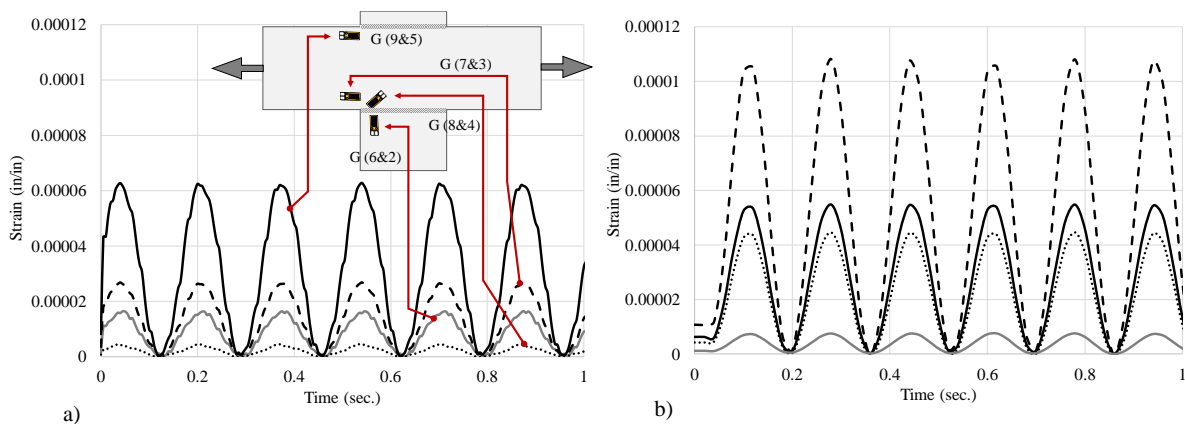 0.00012
0.0001
0.00008
0.00006
0.00004
0.00002
0
Strain (in/in)
0
0.2
0.4
0.6
0.8
1
Time (sec.)
G (9&5)
G (7&3)
G (8&4)
G (6&2)
a)
0.00012
0.0001
0.00008
0.00006
0.00004
0.00002
0
Strain (in/in)
0
0.2
0.4
0.6
0.8
1
Time (sec.)
b)